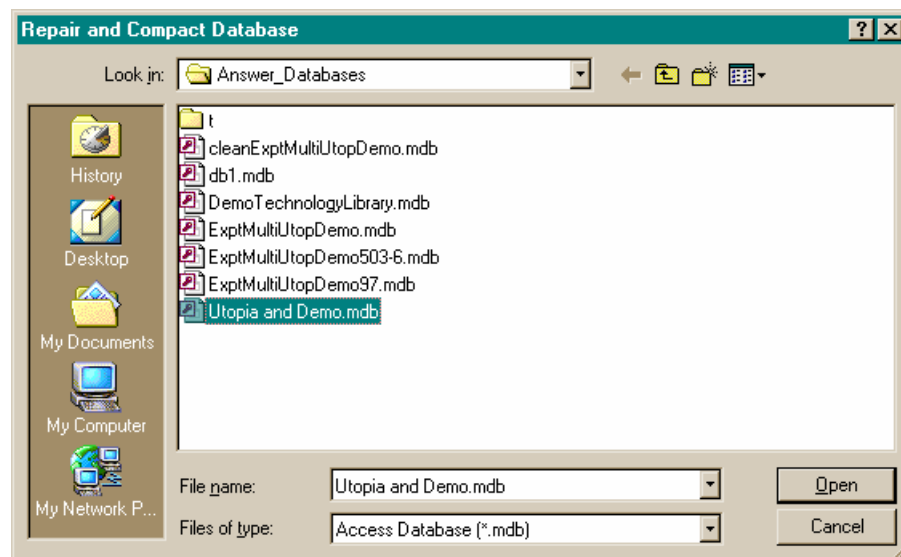 Repair and Compact Database
Look in: Answer_Databases
History
Desktop
My Documents
My Computer
My Network P...
t
cleanExptMultiUtopDemo.mdb
db1.mdb
DemoTechnologyLibrary.mdb
ExptMultiUtopDemo.mdb
ExptMultiUtopDemo503-6.mdb
ExptMultiUtopDemo97.mdb
Utopia and Demo.mdb
File name: Utopia and Demo.mdb Open
Files of type: Access Database (*.mdb) Cancel